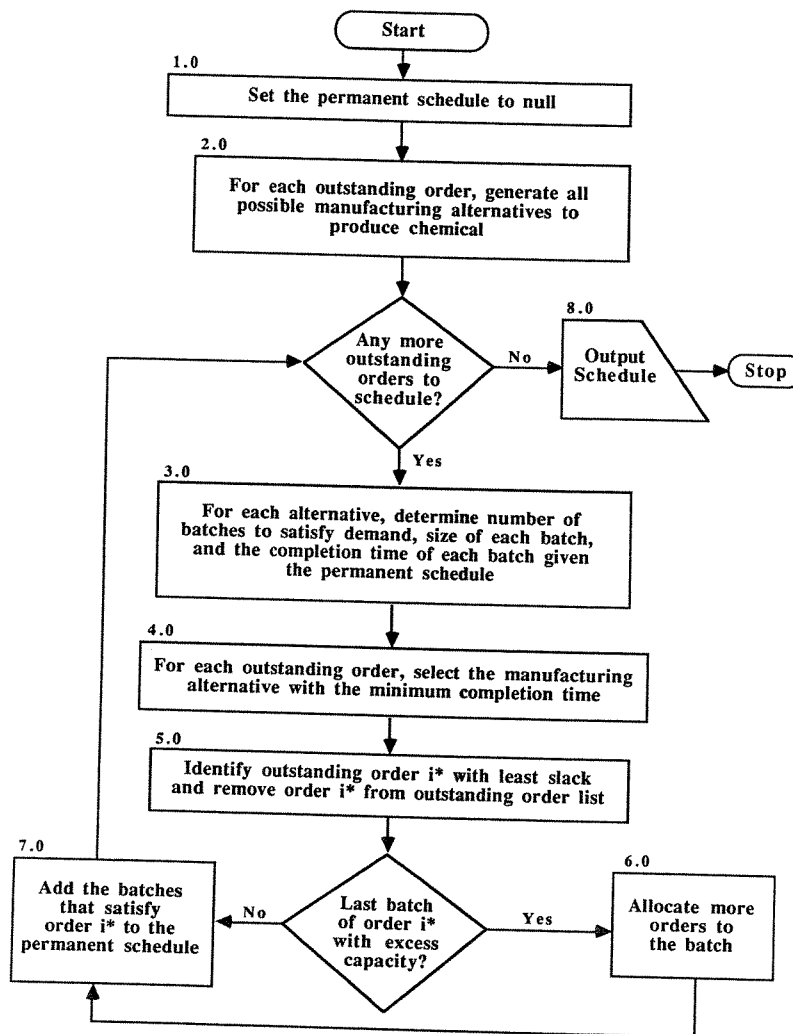 Start
1.0
Set the permanent schedule to null
2.0
For each outstanding order, generate all
possible manufacturing alternatives to
produce chemical
Any more
outstanding
orders to
schedule?
No
8.0
Output
Schedule
Stop
Yes
3.0
For each alternative, determine number of
batches to satisfy demand, size of each batch,
and the completion time of each batch given
the permanent schedule
4.0
For each outstanding order, select the manufacturing
alternative with the minimum completion time
5.0
Identify outstanding order i* with least slack
and remove order i* from outstanding order list
7.0
Add the batches
that satisfy
order i* to the
permanent schedule
No
Last batch
of order i*
with excess
capacity?
Yes
6.0
Allocate more
orders to
the batch